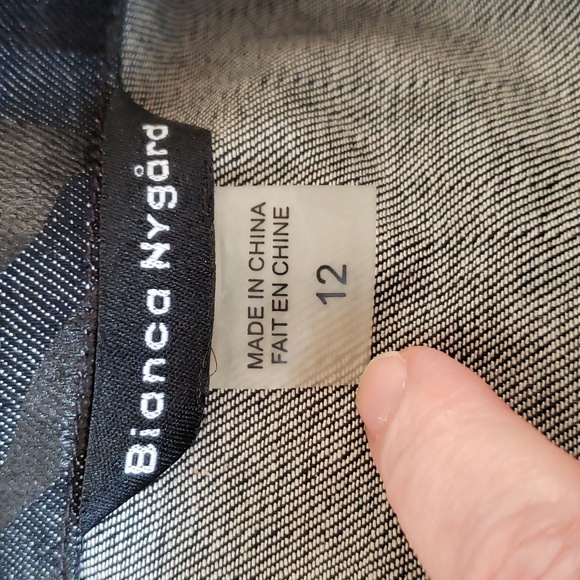 Bianca Nygård
MADE IN CHINA
FAIT EN CHINE
12